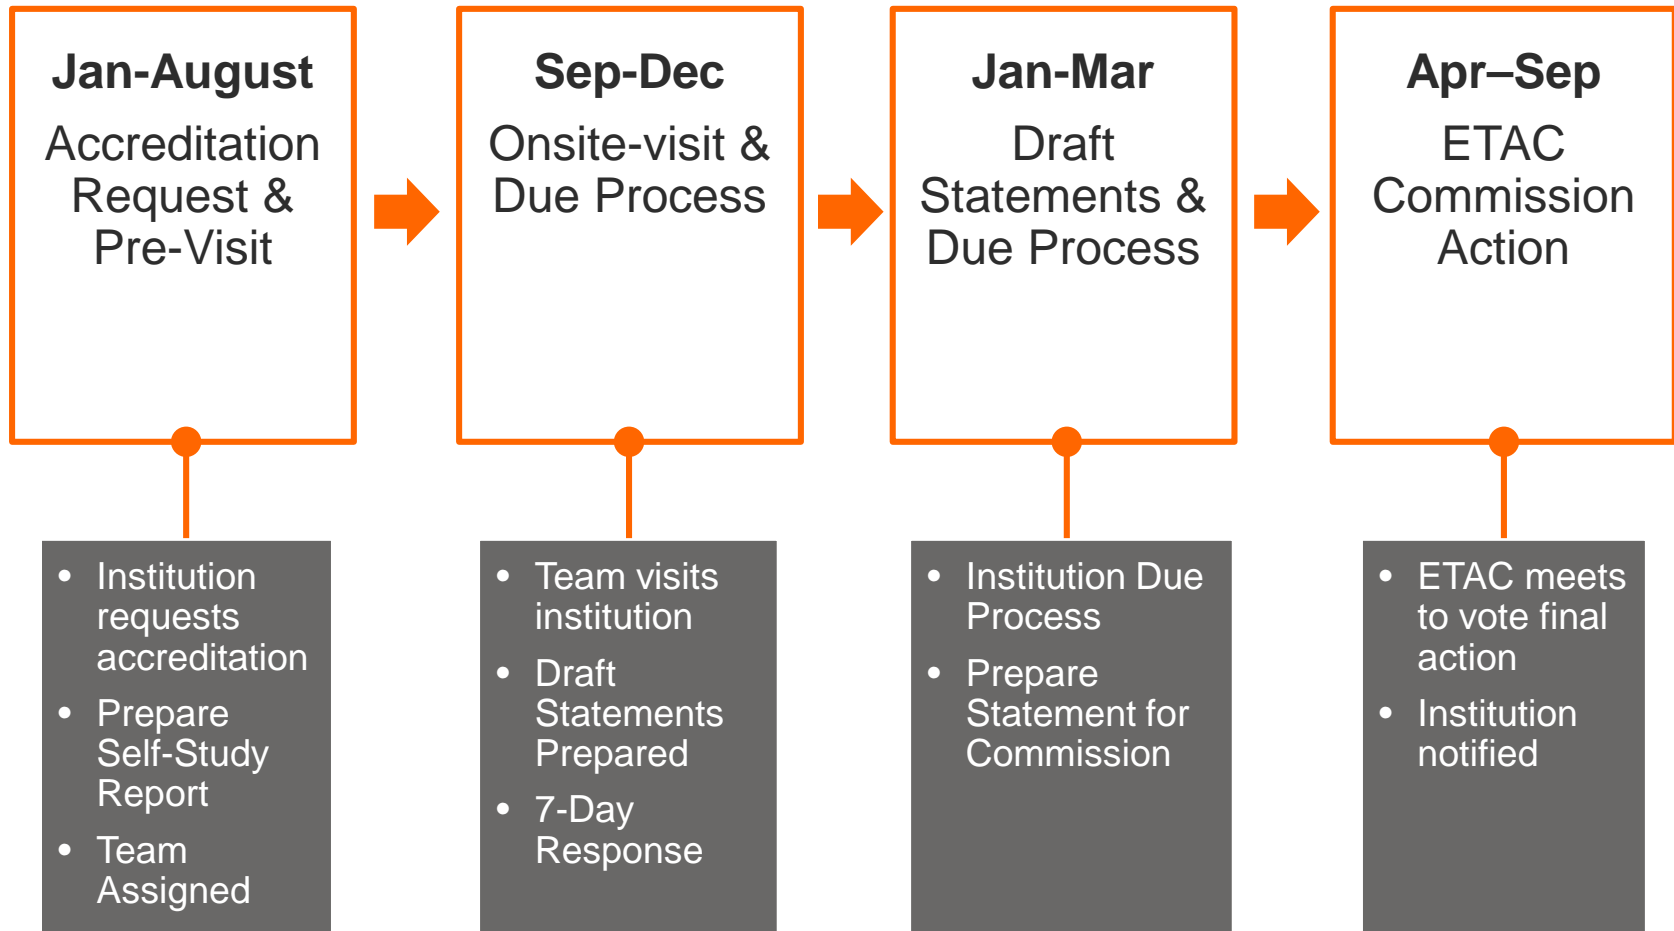 Jan-August
Accreditation
Request &
Pre-Visit
Sep-Dec
Onsite-visit &
Due Process
Jan-Mar
Draft
Statements &
Due Process
Apr–Sep
ETAC
Commission
Action
• Institution
requests
accreditation
• Prepare
Self-Study
Report
• Team
Assigned
• Team visits
institution
• Draft
Statements
Prepared
• 7-Day
Response
• Institution Due
Process
• Prepare
Statement for
Commission
• ETAC meets
to vote final
action
• Institution
notified